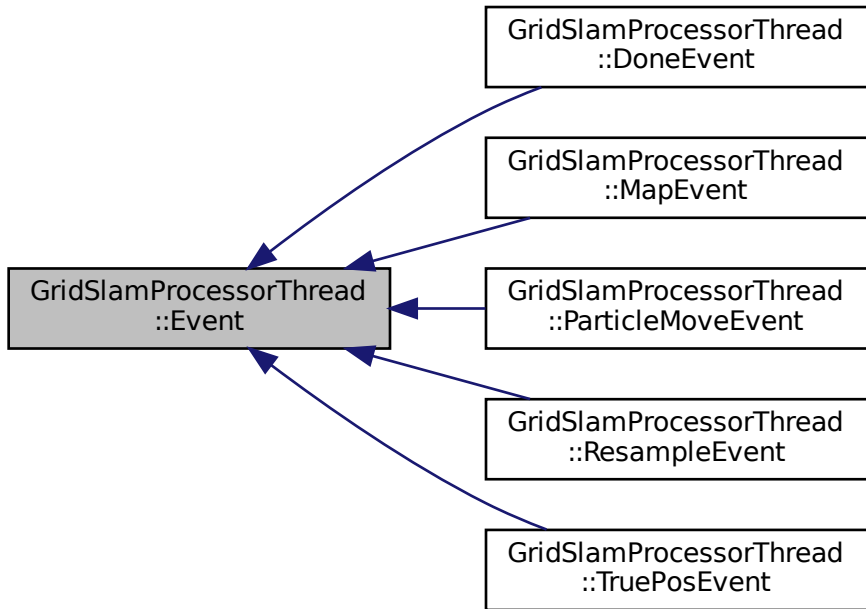 GridSlamProcessorThread
::DoneEvent
GridSlamProcessorThread
::MapEvent
GridSlamProcessorThread
::Event
GridSlamProcessorThread
::ParticleMoveEvent
GridSlamProcessorThread
::ResampleEvent
GridSlamProcessorThread
::TruePosEvent